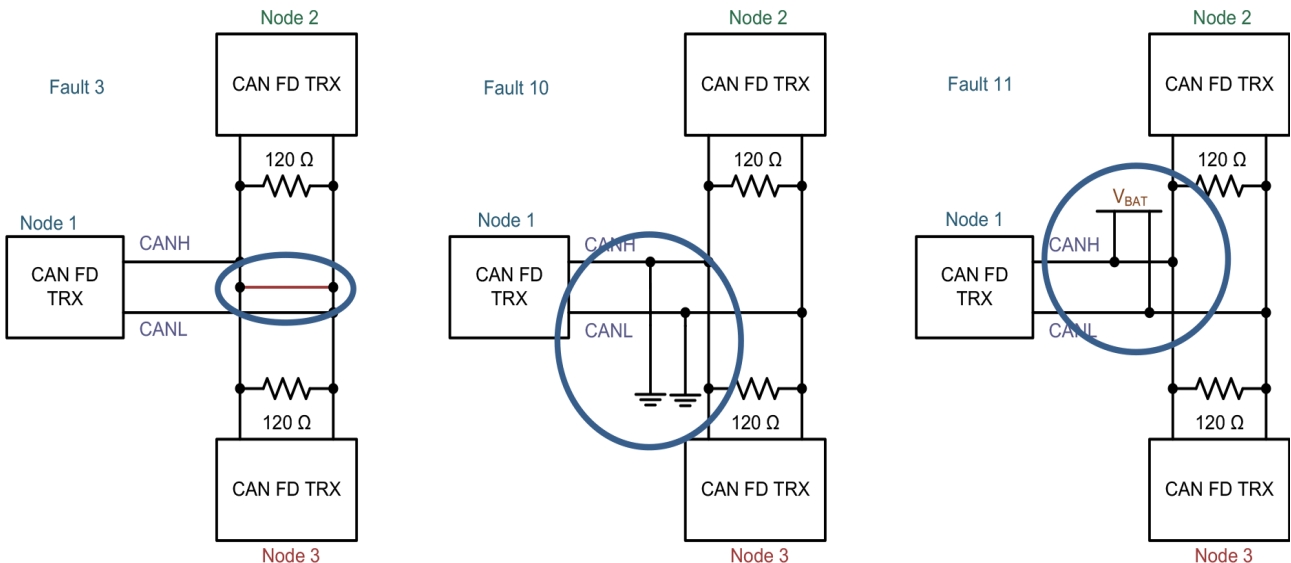 Node 2
Fault 3
CAN FD TRX
120 Ω
Node 1
CANH
CAN FD
TRX
CANL
120 Ω
CAN FD TRX
Node 3
Node 2
Fault 10
CAN FD TRX
120 Ω
Node 1
CANH
CAN FD
TRX
CANL
120 Ω
CAN FD TRX
Node 3
Node 2
Fault 11
CAN FD TRX
120 Ω
VBAT
Node 1
CANH
CAN FD
TRX
CANL
120 Ω
CAN FD TRX
Node 3